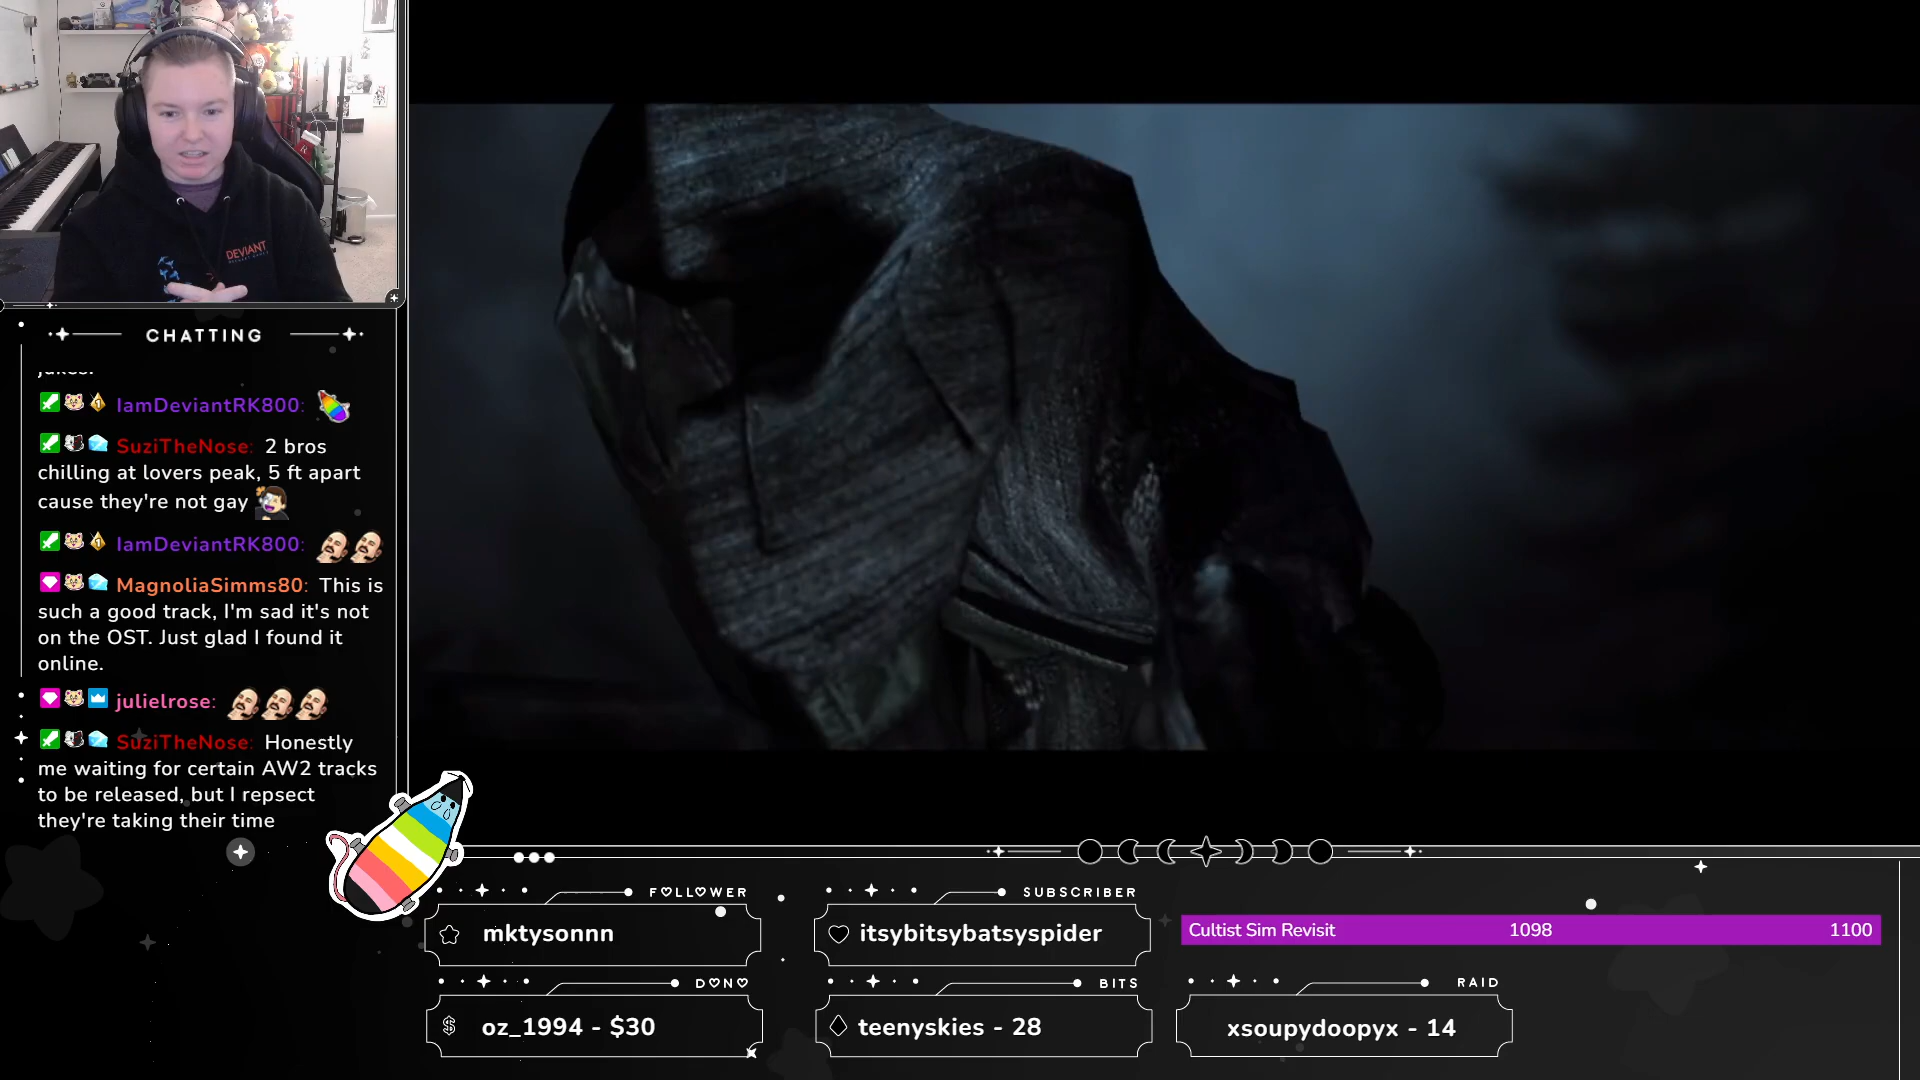 DEVIANT
CHATTING
IamDeviantRK800:
SuziTheNose: 2 bros
chilling at lovers peak, 5 ft apart
cause they're not gay
IamDeviantRK800:
MagnoliaSimms80: This is
such a good track, I'm sad it's not
on the OST. Just glad I found it
online.
julielrose:
SuziTheNose: Honestly
me waiting for certain AW2 tracks
to be released, but I repsect
they're taking their time
FOLLOWER
mktysonnn
SUBSCRIBER
itsybitsybatsyspider
Cultist Sim Revisit 1098 1100
DONO
oz_1994 - $30
BITS
teenyskies - 28
RAID
xsoupydoopyx - 14